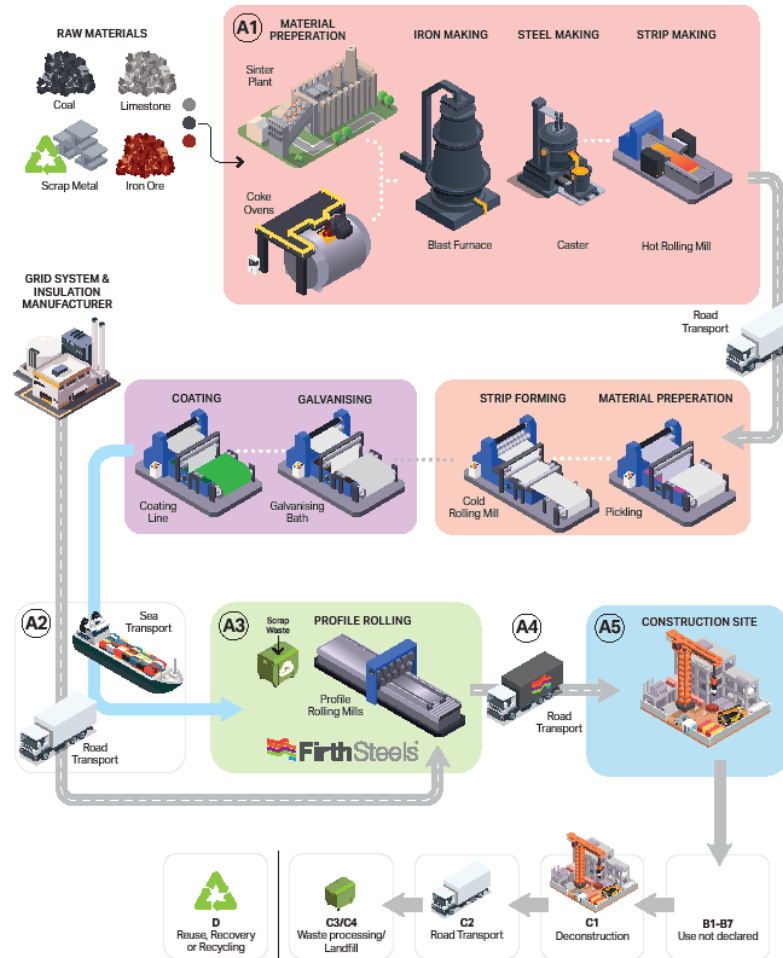 RAW MATERIALS
Coal
Limestone
Scrap Metal
Iron Ore
A1
MATERIAL
PREPERATION
IRON MAKING
STEEL MAKING
STRIP MAKING
Sinter
Plant
Coke
Ovens
Blast Furnace
Caster
Hot Rolling Mill
GRID SYSTEM &
INSULATION
MANUFACTURER
Road
Transport
COATING
GALVANISING
STRIP FORMING
MATERIAL PREPERATION
Coating
Line
Galvanising
Bath
Cold
Rolling Mill
Pickling
A2
Sea
Transport
Road
Transport
A3
PROFILE ROLLING
Scrap
Waste
Profile
Rolling Mills
FirthSteels
A4
Road
Transport
A5
CONSTRUCTION SITE
D
Reuse, Recovery
or Recycling
C3/C4
Waste processing/
Landfill
C2
Road Transport
C1
Deconstruction
B1-B7
Use not declared